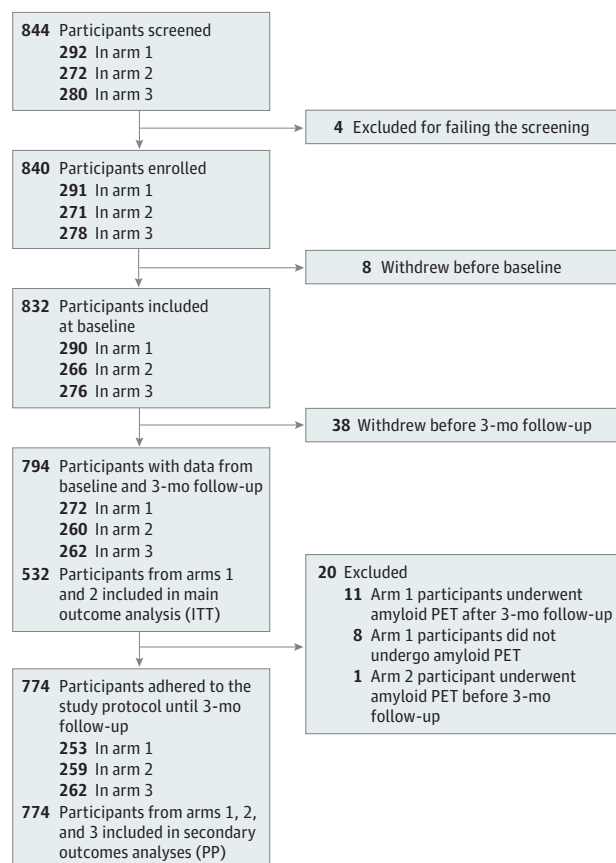 844 Participants screened
292 In arm 1
272 In arm 2
280 In arm 3
4 Excluded for failing the screening
840 Participants enrolled
291 In arm 1
271 In arm 2
278 In arm 3
8 Withdrew before baseline
832 Participants included
at baseline
290 In arm 1
266 In arm 2
276 In arm 3
38 Withdrew before 3-mo follow-up
794 Participants with data from
baseline and 3-mo follow-up
272 In arm 1
260 In arm 2
262 In arm 3
532 Participants from arms 1
and 2 included in main
outcome analysis (ITT)
20 Excluded
11 Arm 1 participants underwent
amyloid PET after 3-mo follow-up
8 Arm 1 participants did not
undergo amyloid PET
1 Arm 2 participant underwent
amyloid PET before 3-mo
follow-up
774 Participants adhered to the
study protocol until 3-mo
follow-up
253 In arm 1
259 In arm 2
262 In arm 3
774 Participants from arms 1, 2,
and 3 included in secondary
outcomes analyses (PP)